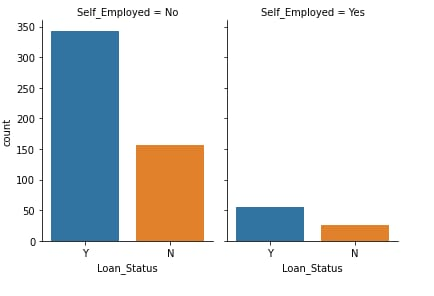 Self_Employed = No
Self_Employed = Yes
350
300
250
200
150
100
50
0
count
Y
N
Y
N
Loan_Status
Loan_Status